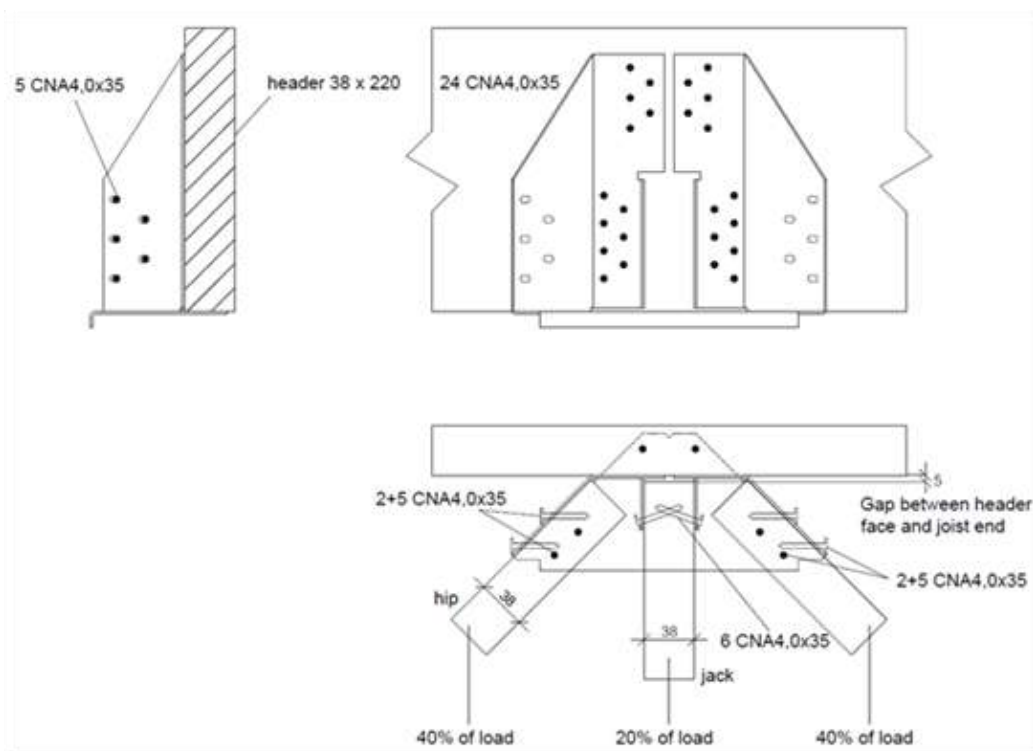 5 CNA4,0x35
header 38 x 220
24 CNA4,0x35
2+5 CNA4,0x35
5
Gap between header
face and joist end
2+5 CNA4,0x35
hip
38
38
6 CNA4,0x35
jack
40% of load
20% of load
40% of load